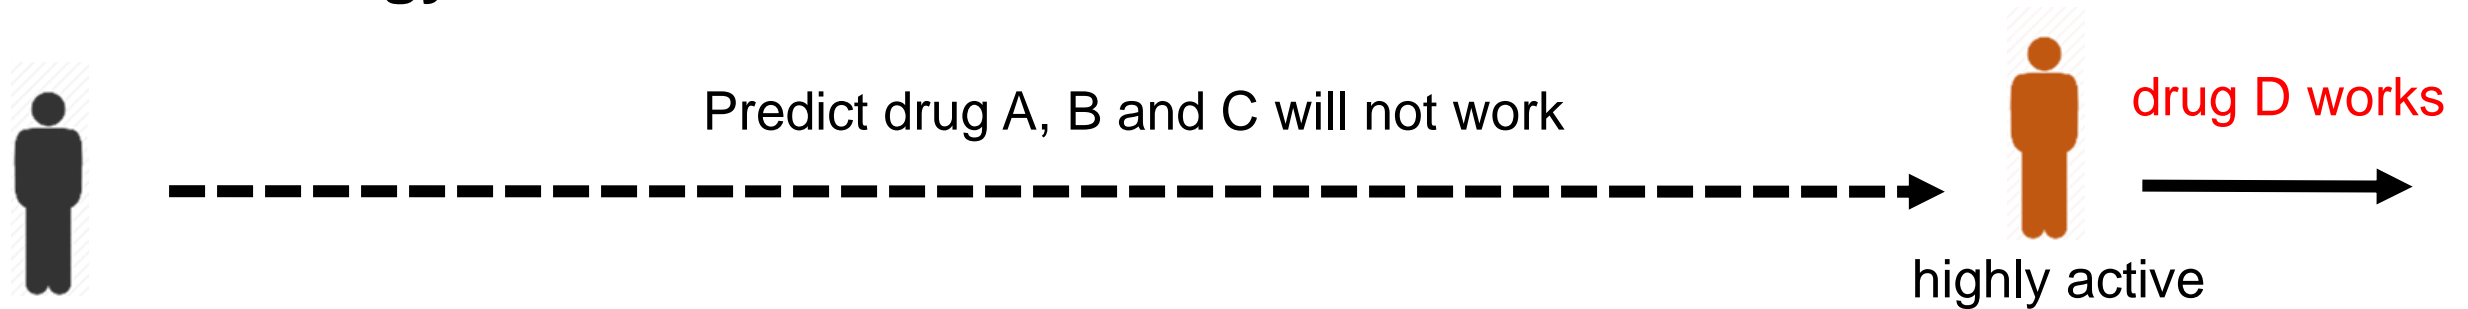 Predict drug A, B and C will not work
drug D works
highly active